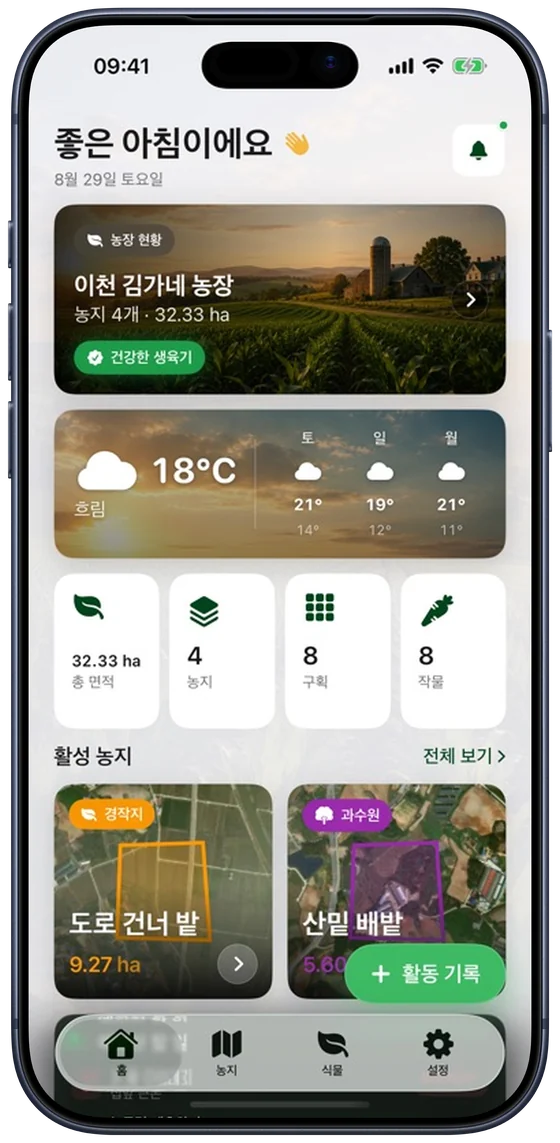 09:41
좋은 아침이에요 👋
8월 29일 토요일
농장 현황
이천 김가네 농장
농지 4개 · 32.33 ha
건강한 생육기
18°C
흐림
토 일 월
21° 19° 21°
14° 12° 11°
32.33 ha
총 면적
4
농지
8
구획
8
작물
활성 농지
전체 보기
경작지
도로 건너 밭
9.27 ha
과수원
산밑 배밭
5.60
+ 활동 기록
홈
농지
식물
설정